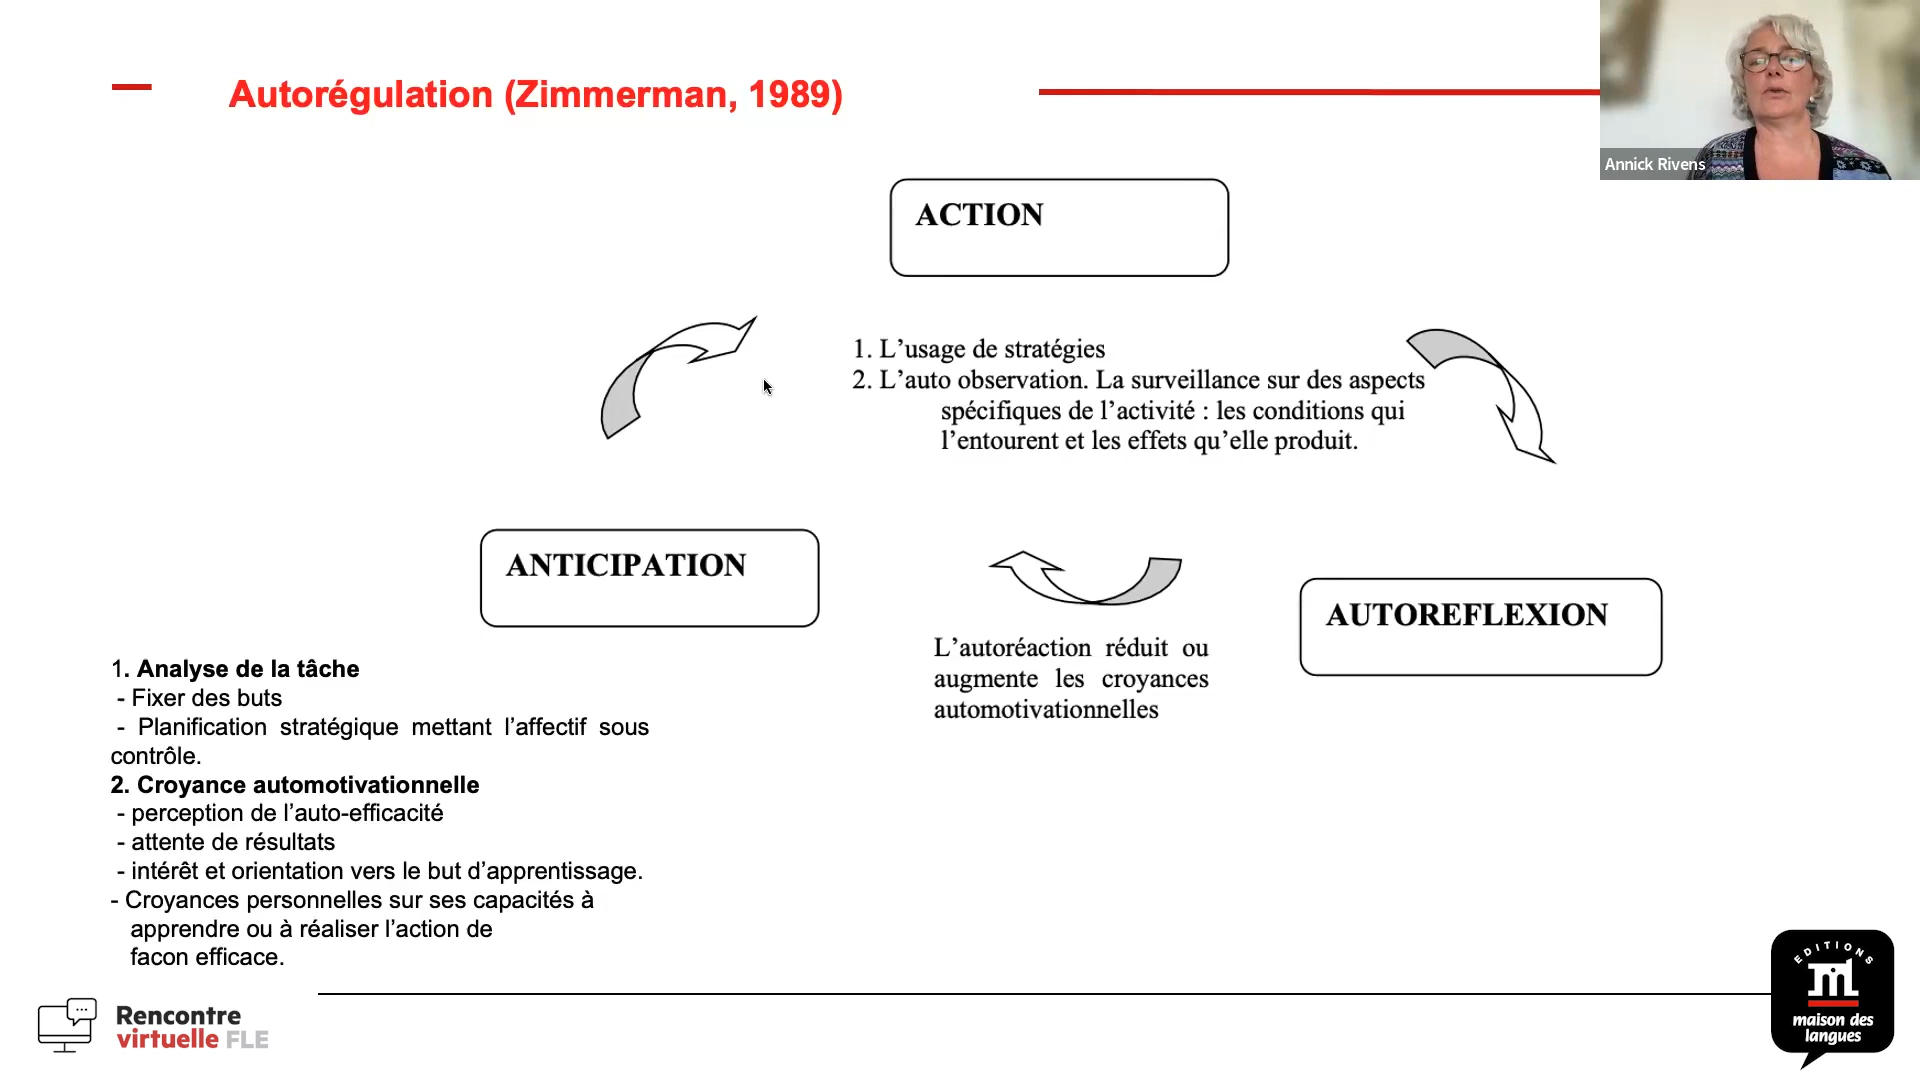 Autorégulation (Zimmerman, 1989)
Annick Rivens
ACTION
1. L’usage de stratégies
2. L’auto observation. La surveillance sur des aspects
spécifiques de l’activité : les conditions qui
l’entourent et les effets qu’elle produit.
ANTICIPATION
AUTOREFLEXION
L’autoréaction réduit ou
augmente les croyances
automotivationnelles
1. Analyse de la tâche
- Fixer des buts
- Planification stratégique mettant l’affectif sous
contrôle.
2. Croyance automotivationnelle
- perception de l’auto-efficacité
- attente de résultats
- intérêt et orientation vers le but d’apprentissage.
- Croyances personnelles sur ses capacités à
apprendre ou à réaliser l’action de
facon efficace.
Rencontre
virtuelle FLE
EDITIONS
maison des
langues